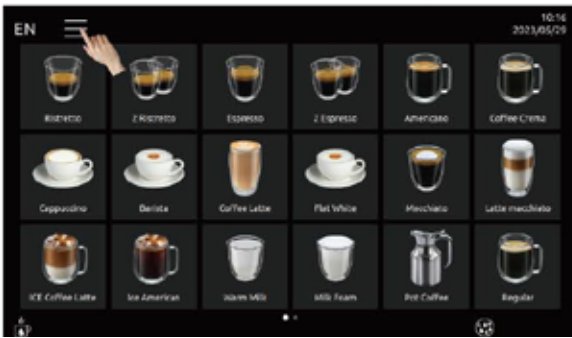 EN
10:16
2023/05/29
Ristretto
2 Ristretto
Espresso
2 Espresso
Americano
Coffee Crema
Cappuccino
Barista
Coffee Latte
Flat White
Macchiato
Latte macchiato
ICE Coffee Latte
Ice American
Warm Milk
Milk Foam
Pot Coffee
Regular